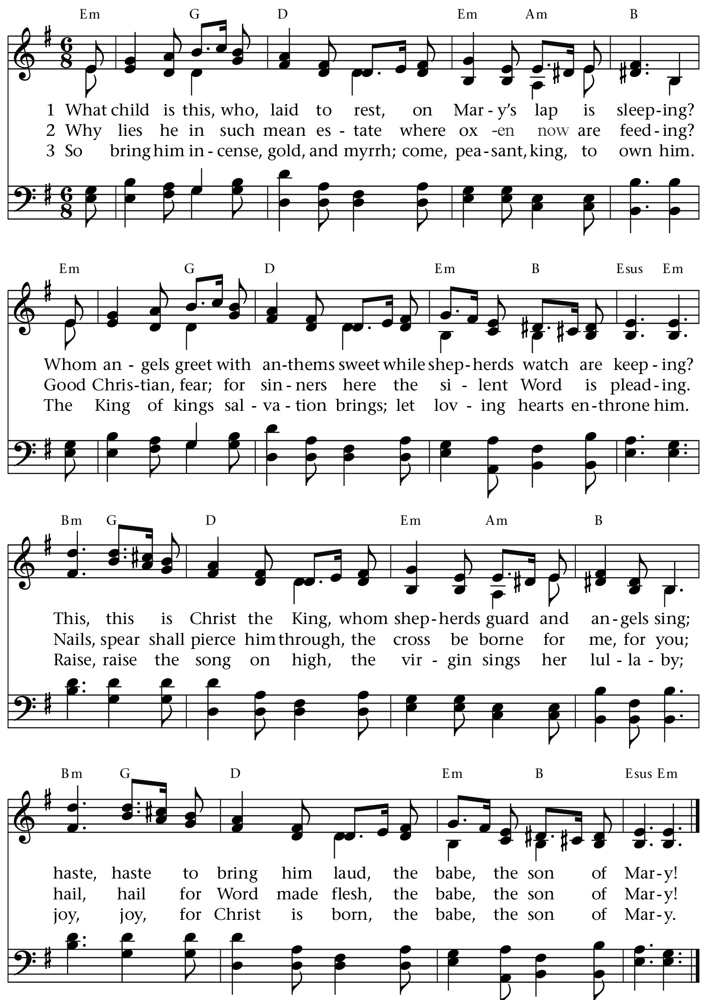 Em G D Em Am B
6 8
1 What child is this, who, laid to rest, on Mar - y’s lap is sleep - ing?
2 Why lies he in such mean es - tate where ox -en now are feed - ing?
3 So bring him in - cense, gold, and myrrh; come, pea - sant, king, to own him.
6 8
Em G D Em B Esus Em
Whom an - gels greet with an - thems sweet while shep - herds watch are keep - ing?
Good Chris - tian, fear; for sin - ners here the si - lent Word is plead - ing.
The King of kings sal - va - tion brings; let lov - ing hearts en - throne him.
Bm G D Em Am B
This, this is Christ the King, whom shep - herds guard and an - gels sing;
Nails, spear shall pierce him through, the cross be borne for me, for you;
Raise, raise the song on high, the vir - gin sings her lul - la - by;
Bm G D Em B Esus Em
haste, haste to bring him laud, the babe, the son of Mar - y!
hail, hail for Word made flesh, the babe, the son of Mar - y!
joy, joy, for Christ is born, the babe, the son of Mar - y.